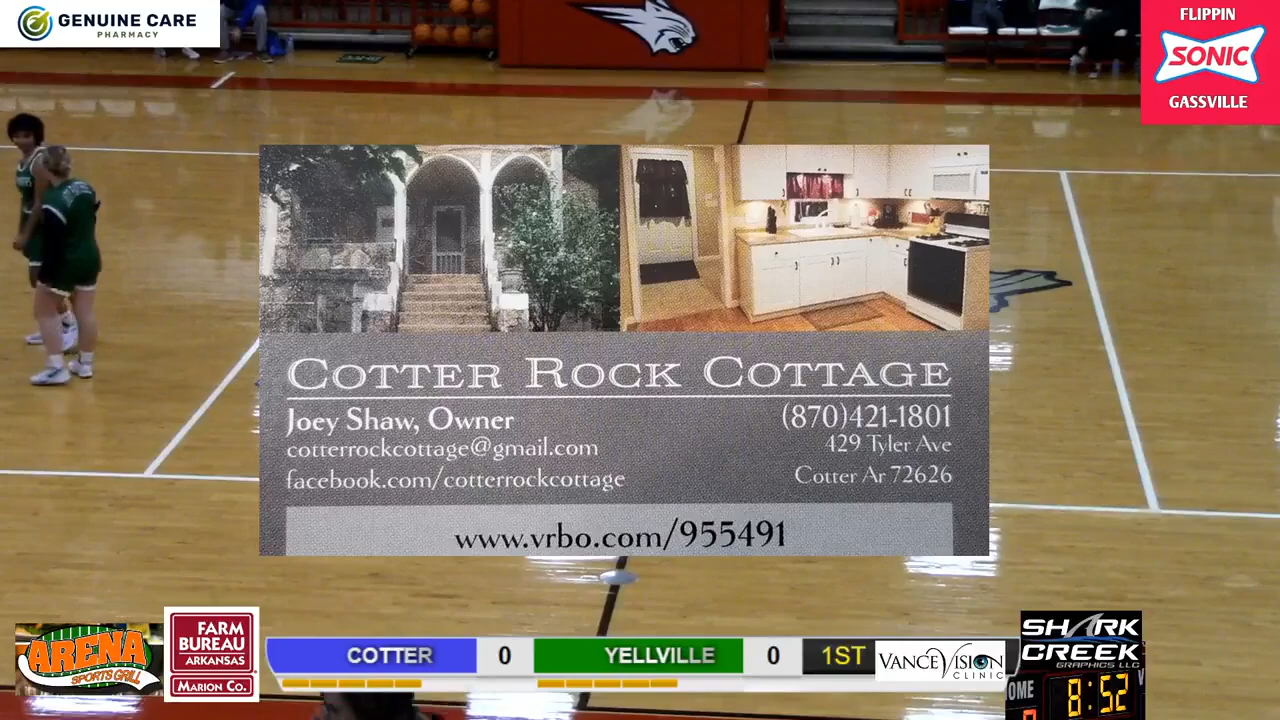 GENUINE CARE
PHARMACY
FLIPPIN
SONIC
GASSVILLE
COTTER ROCK COTTAGE
Joey Shaw, Owner
(870)421-1801
cotterrockcottage@gmail.com
429 Tyler Ave
facebook.com/cotterrockcottage
Cotter Ar 72626
www.vrbo.com/955491
ARENA
SPORTS GRILL
FARM
BUREAU
ARKANSAS
MARION CO.
COTTER 0 YELLVILLE 0 1ST
VANCE VISION
CLINIC
SHARK
CREEK
GRAPHICS LLC
OME
8:52